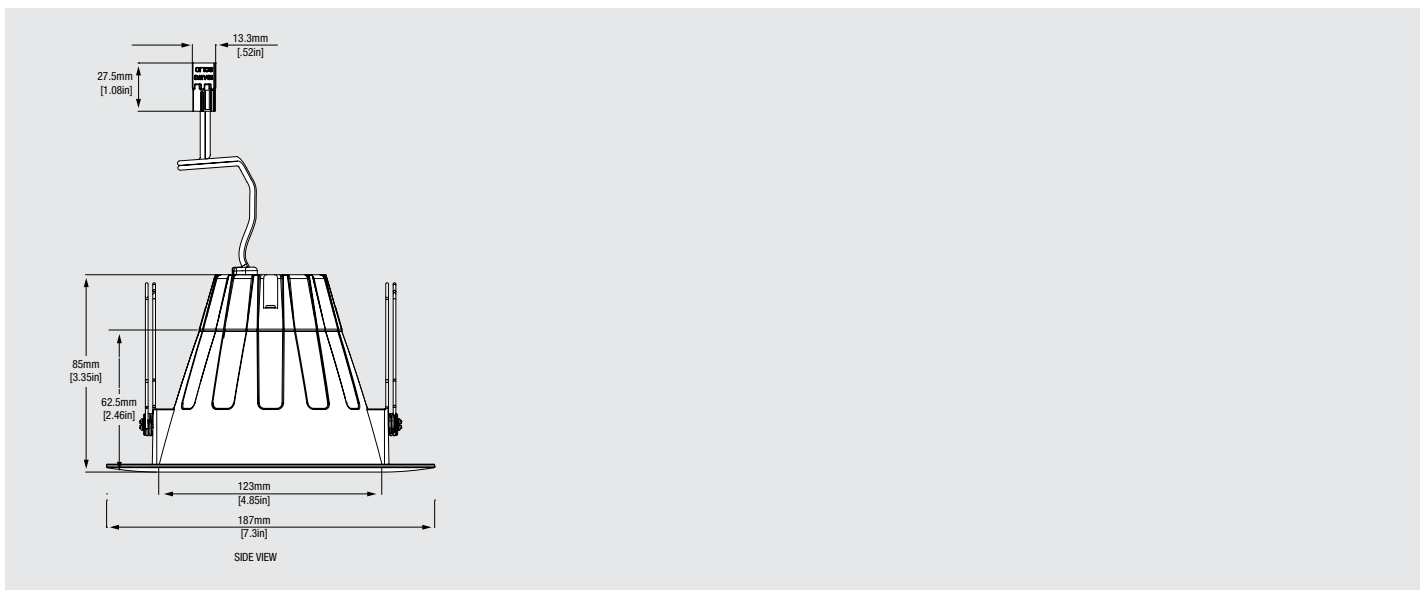 13.3mm
[.52in]
27.5mm
[1.08in]
85mm
[3.35in]
62.5mm
[2.46in]
123mm
[4.85in]
187mm
[7.3in]
SIDE VIEW